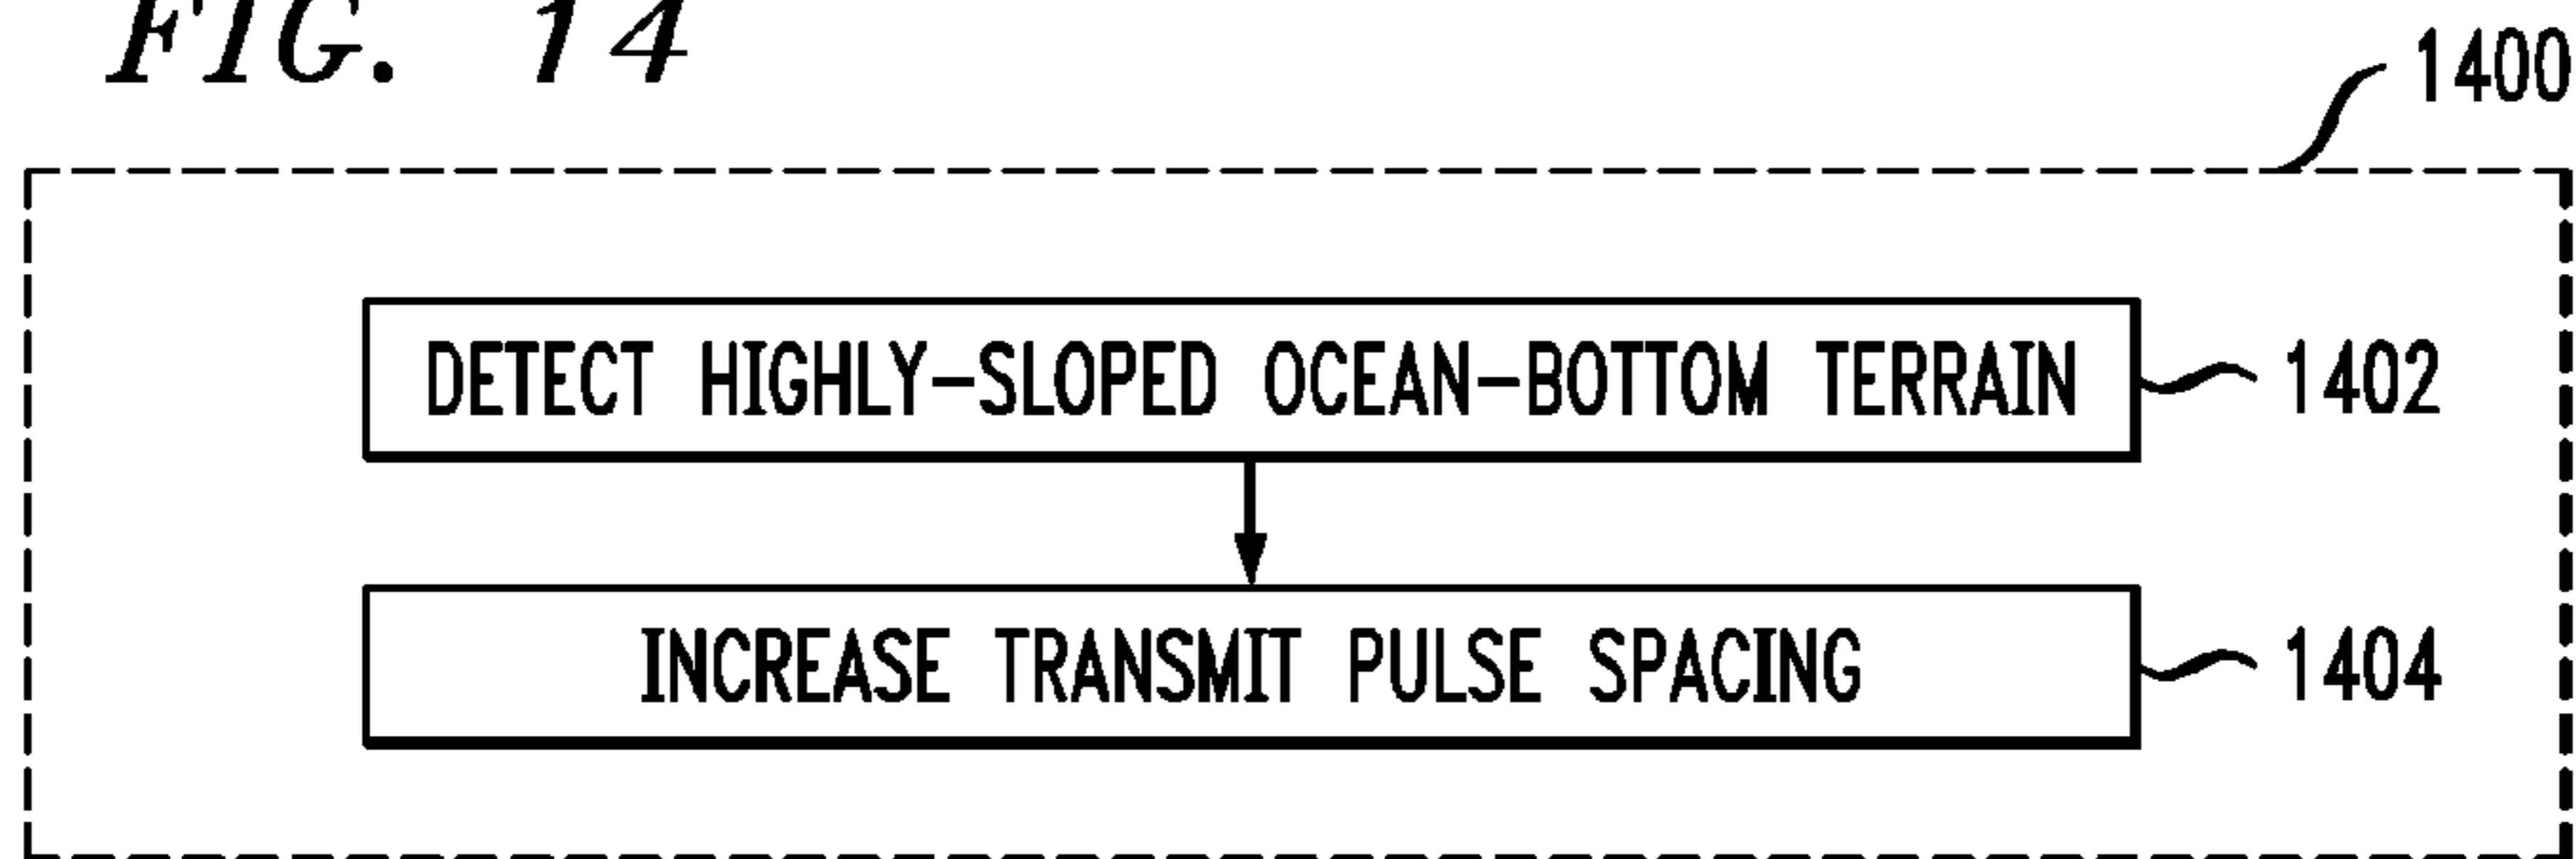 FIG. 14
1400
DETECT HIGHLY-SLOPED OCEAN-BOTTOM TERRAIN
1402
INCREASE TRANSMIT PULSE SPACING
1404